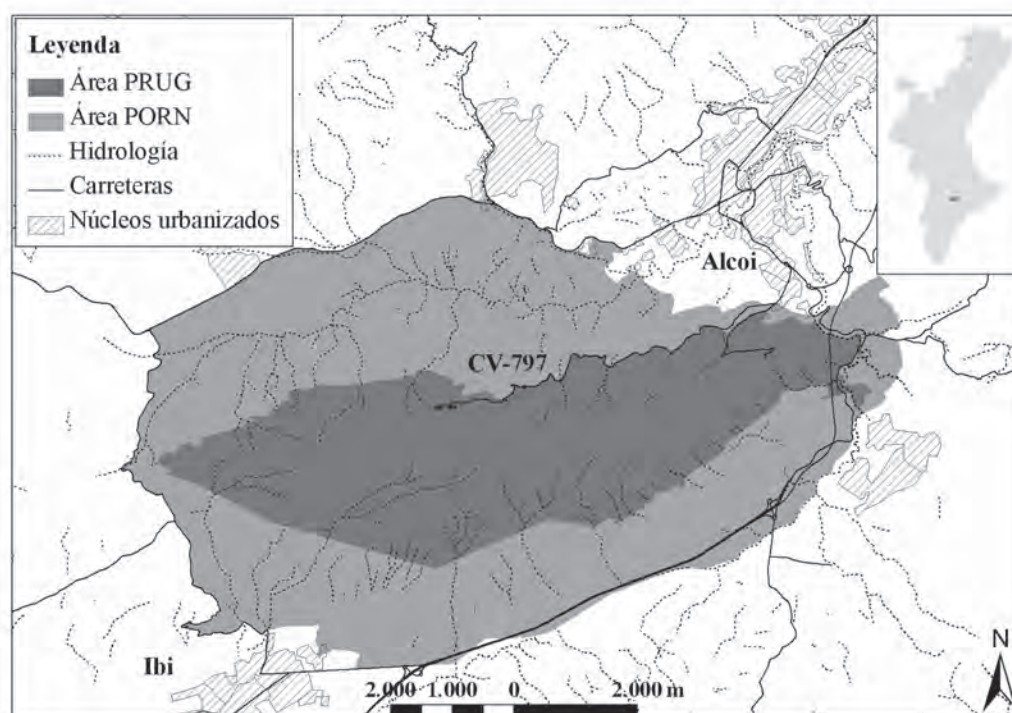 Leyenda
Área PRUG
Área PORN
Hidrología
Carreteras
Núcleos urbanizados
Alcoi
CV-797
Ibi
2.000 1.000 0 2.000 m
N